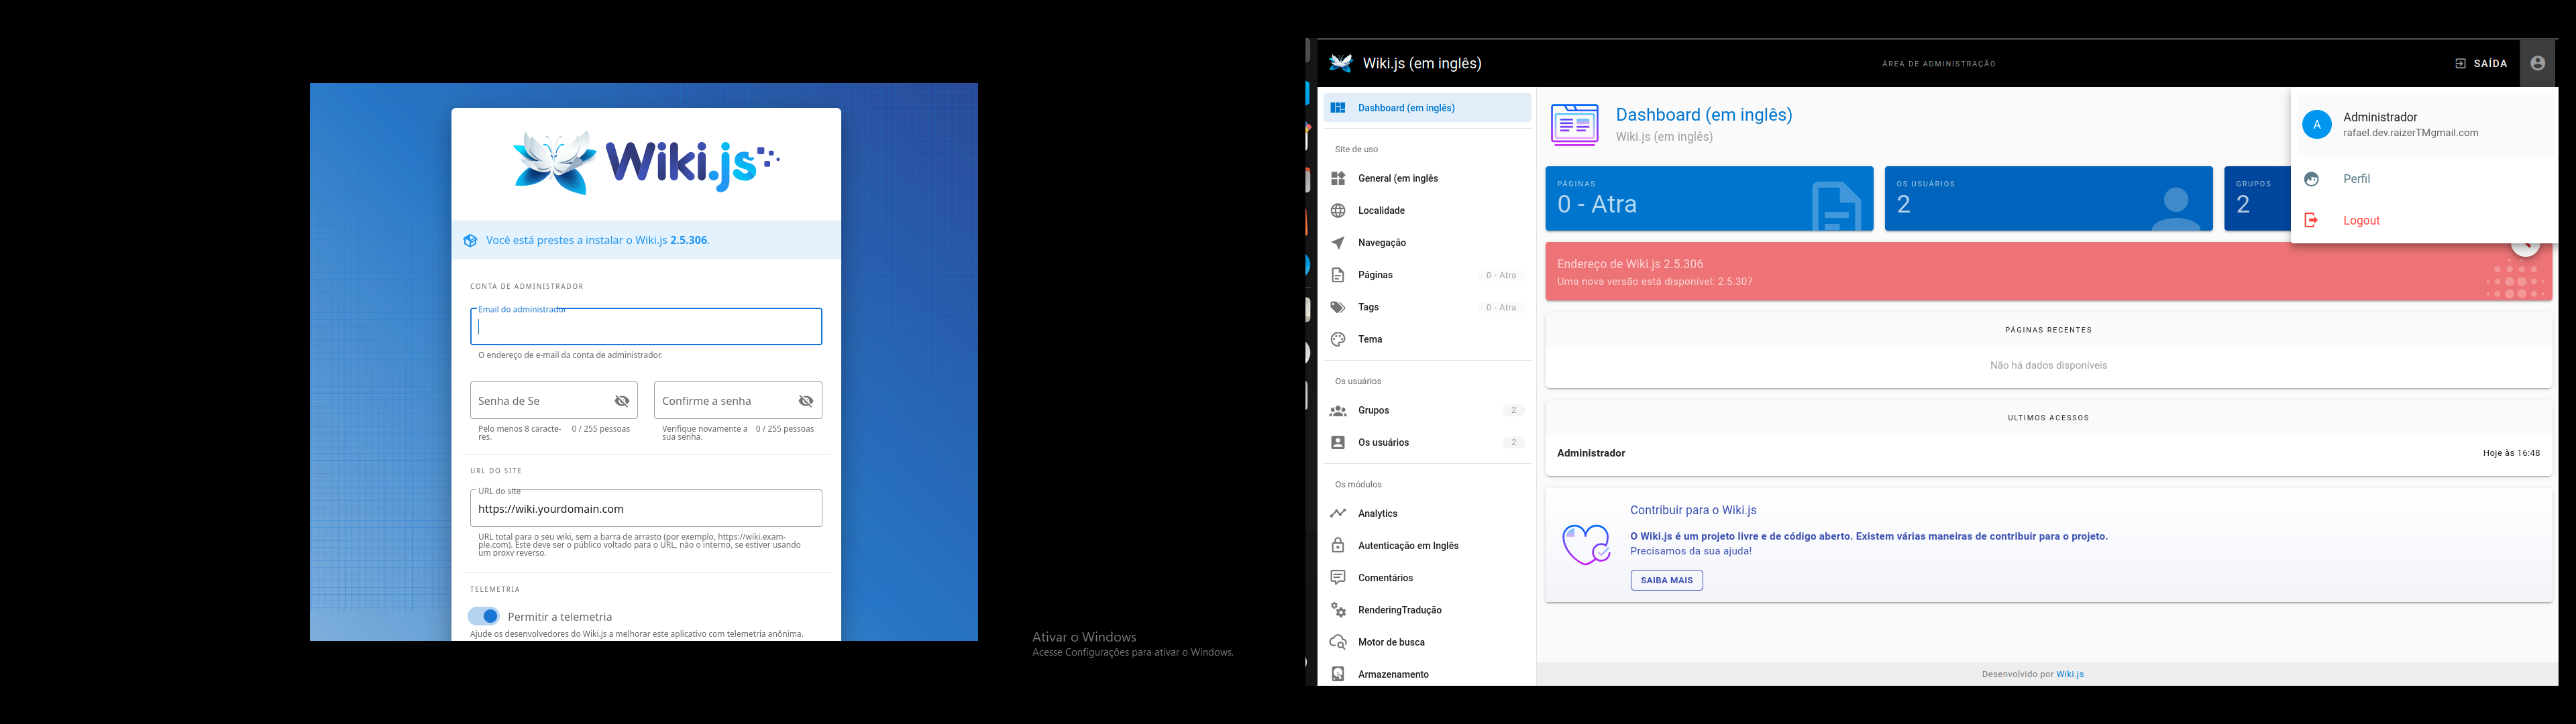 Wiki.js
Você está prestes a instalar o Wiki.js 2.5.306.
CONTA DE ADMINISTRADOR
Email do administrador
O endereço de e-mail da conta de administrador.
Senha de Se
Confirme a senha
Pelo menos 8 caracte-
res.
0 / 255 pessoas
Verifique novamente a
sua senha.
0 / 255 pessoas
URL DO SITE
URL do site
https://wiki.yourdomain.com
URL total para o seu wiki, sem a barra de arrasto (por exemplo, https://wiki.exam-
ple.com). Este deve ser o público voltado para o URL, não o interno, se estiver usando
um proxy reverso.
TELEMETRIA
Permitir a telemetria
Ajude os desenvolvedores do Wiki.js a melhorar este aplicativo com telemetria anônima.
Ativar o Windows
Acesse Configurações para ativar o Windows.
Wiki.js (em inglês)
ÁREA DE ADMINISTRAÇÃO
SAÍDA
Dashboard (em inglês)
Site de uso
General (em inglês
Localidade
Navegação
Páginas 0 - Atra
Tags 0 - Atra
Tema
Os usuários
Grupos 2
Os usuários 2
Os módulos
Analytics
Autenticação em Inglês
Comentários
RenderingTradução
Motor de busca
Armazenamento
Dashboard (em inglês)
Wiki.js (em inglês)
PÁGINAS
0 - Atra
OS USUÁRIOS
2
GRUPOS
2
A
Administrador
rafael.dev.raizerTMgmail.com
Perfil
Logout
Endereço de Wiki.js 2.5.306
Uma nova versão está disponível: 2.5.307
PÁGINAS RECENTES
Não há dados disponíveis
ULTIMOS ACESSOS
Administrador Hoje às 16:48
Contribuir para o Wiki.js
O Wiki.js é um projeto livre e de código aberto. Existem várias maneiras de contribuir para o projeto.
Precisamos da sua ajuda!
SAIBA MAIS
Desenvolvido por Wiki.js